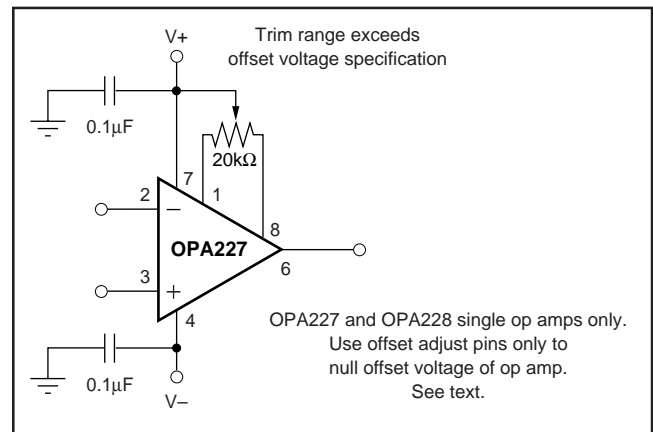 V+
Trim range exceeds
offset voltage specification
0.1µF
20kΩ
7
1
2
−
8
OPA227
6
3
+
4
OPA227 and OPA228 single op amps only.
Use offset adjust pins only to
null offset voltage of op amp.
See text.
0.1µF
V–